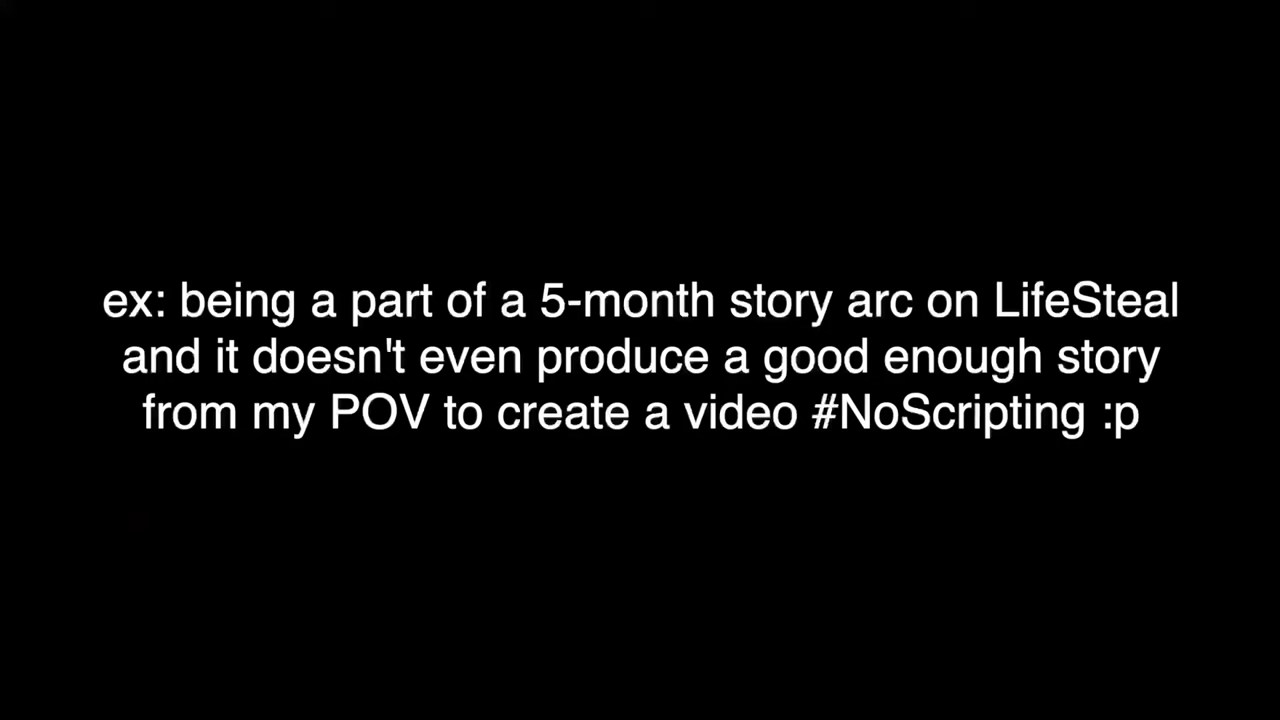 ex: being a part of a 5-month story arc on LifeSteal
and it doesn't even produce a good enough story
from my POV to create a video #NoScripting :p